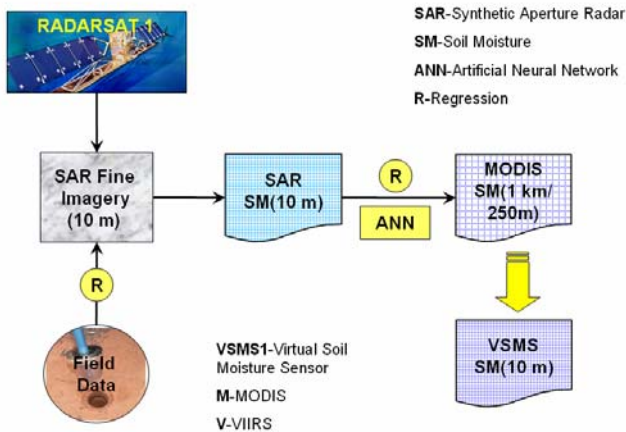 RADARSAT 1
SAR-Synthetic Aperture Radar
SM-Soil Moisture
ANN-Artificial Neural Network
R-Regression
SAR Fine
Imagery
(10 m)
SAR
SM(10 m)
R
ANN
MODIS
SM(1 km/
250m)
R
Field
Data
VSMS1-Virtual Soil
Moisture Sensor
M-MODIS
V-VIIRS
VSMS
SM(10 m)